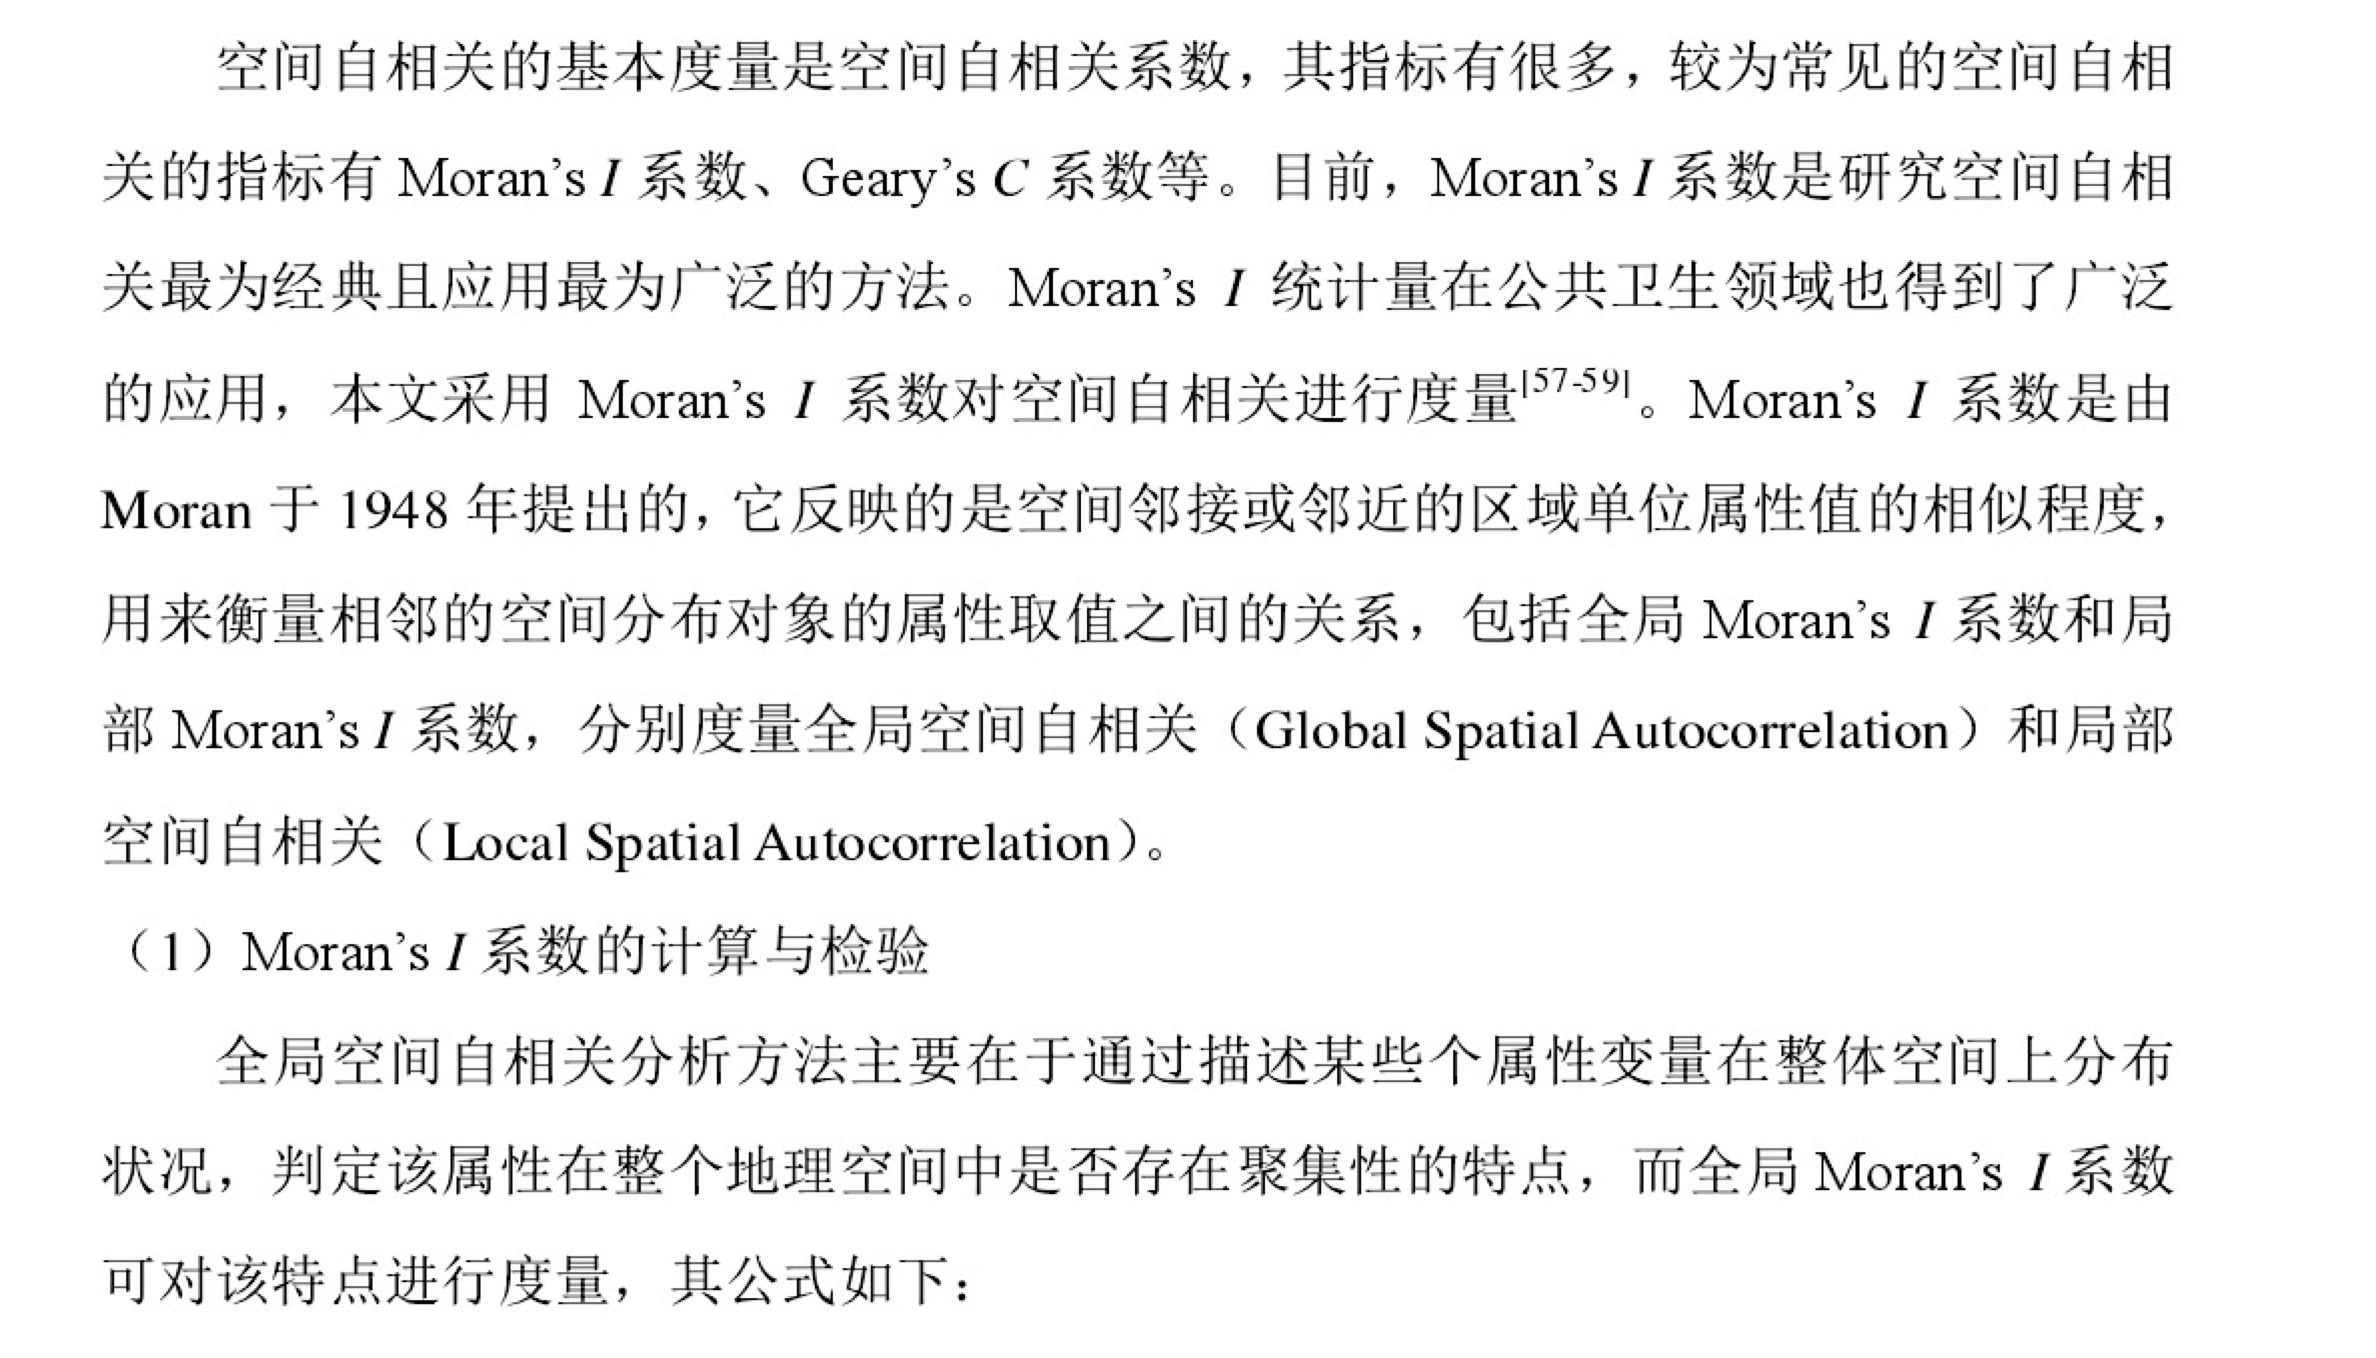 空间自相关的基本度量是空间自相关系数，其指标有很多，较为常见的空间自相
关的指标有 Moran's I 系数、Geary's C 系数等。目前，Moran's I 系数是研究空间自相
关最为经典且应用最为广泛的方法。Moran's I 统计量在公共卫生领域也得到了广泛
的应用，本文采用 Moran's I 系数对空间自相关进行度量[57-59]。Moran's I 系数是由
Moran 于 1948 年提出的，它反映的是空间邻接或邻近的区域单位属性值的相似程度，
用来衡量相邻的空间分布对象的属性取值之间的关系，包括全局 Moran's I 系数和局
部 Moran's I 系数，分别度量全局空间自相关（Global Spatial Autocorrelation）和局部
空间自相关（Local Spatial Autocorrelation）。
（1）Moran's I 系数的计算与检验
全局空间自相关分析方法主要在于通过描述某些个属性变量在整体空间上分布
状况，判定该属性在整个地理空间中是否存在聚集性的特点，而全局 Moran's I 系数
可对该特点进行度量，其公式如下：